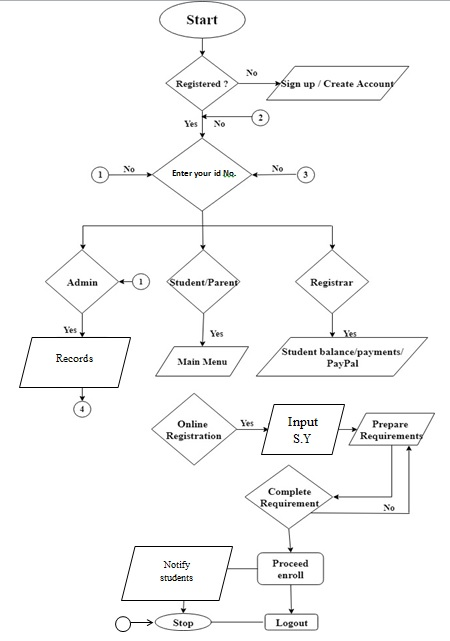 Start
Registered ?
No
Sign up / Create Account
2
Yes
No
1
No
Enter your id No.
No
3
Admin
1
Student/Parent
Registrar
Yes
Yes
Yes
Records
Main Menu
Student balance/payments/
PayPal
4
Online
Registration
Yes
Input
S.Y
Prepare
Requirements
Complete
Requirement
No
Notify
students
Proceed
enroll
Stop
Logout